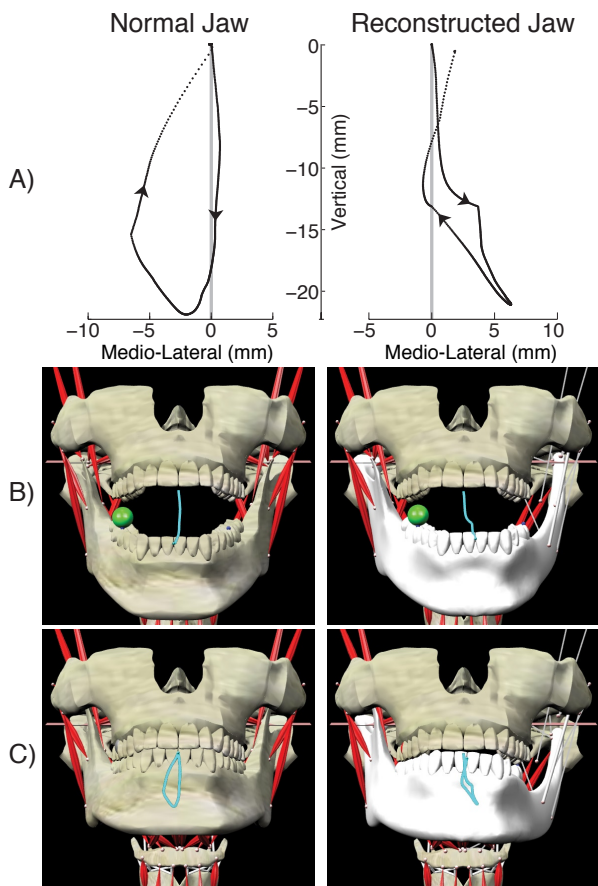 Normal Jaw
Reconstructed Jaw
A)
0
−5
−10
−15
−20
Vertical (mm)
−10 −5 0 5
Medio-Lateral (mm)
−5 0 5 10
Medio-Lateral (mm)
B)
C)